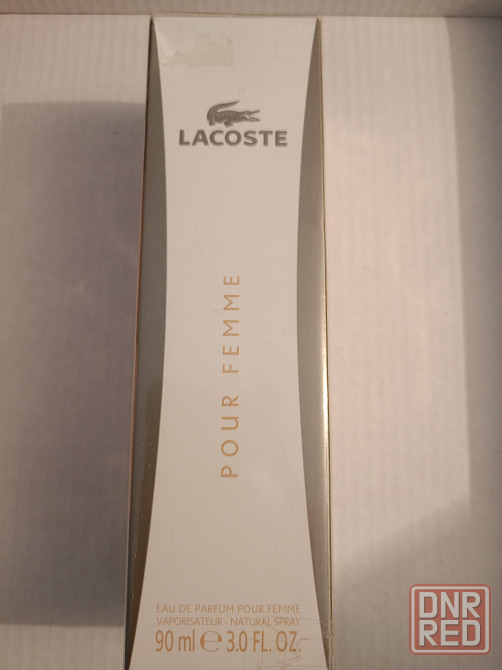 LACOSTE
POUR FEMME
EAU DE PARFUM POUR FEMME
VAPORISATEUR - NATURAL SPRAY
90 ml ℮ 3.0 FL. OZ.
DNR
RED